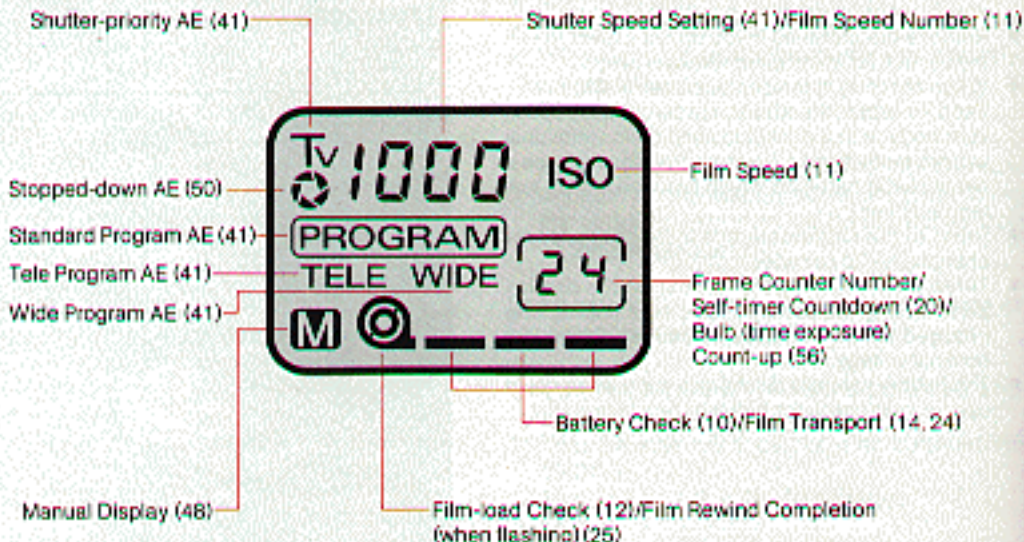 Shutter-priority AE (41)
Shutter Speed Setting (41)/Film Speed Number (11)
Tv 1000 ISO
Film Speed (11)
Stopped-down AE (50)
Standard Program AE (41)
PROGRAM
Tele Program AE (41)
TELE WIDE
24
Frame Counter Number/
Self-timer Countdown (20)/
Bulb (time exposure)
Count-up (56)
Wide Program AE (41)
M
Battery Check (10)/Film Transport (14, 24)
Manual Display (48)
Film-load Check (12)/Film Rewind Completion
(when flashing) (25)